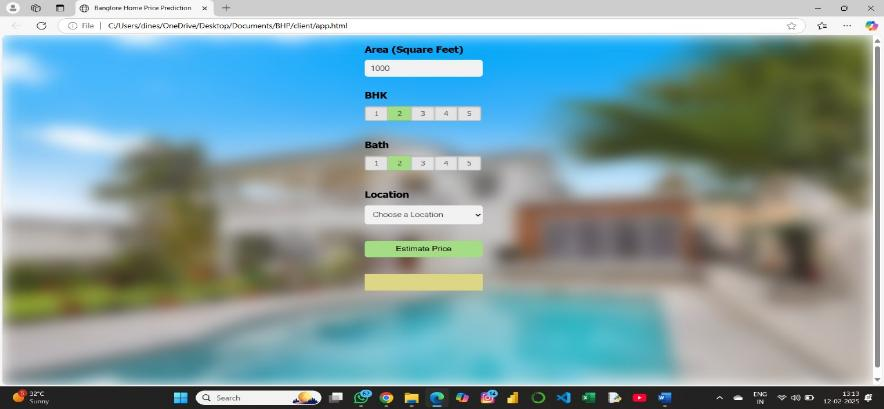 Banglore Home Price Prediction
File
C:/Users/dines/OneDrive/Desktop/Documents/BHP/client/app.html
Area (Square Feet)
1000
BHK
1 2 3 4 5
Bath
1 2 3 4 5
Location
Choose a Location
Estimate Price
32°C
Sunny
Search
ENG
IN
13:13
12-02-2025